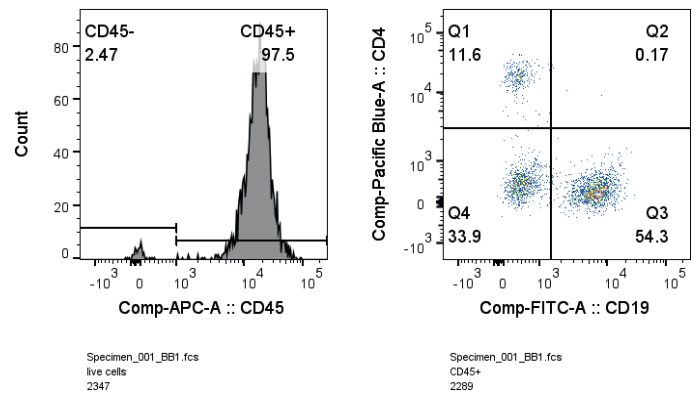 CD45-
2.47
CD45+
97.5
80
60
40
20
0
Count
-10 3
0
10 3
10 4
10 5
Comp-APC-A :: CD45
Specimen_001_BB1.fcs
live cells
2347
Q1
11.6
Q2
0.17
10 5
10 4
10 3
0
-10 3
Comp-Pacific Blue-A :: CD4
Q4
33.9
Q3
54.3
-10 3
0
10 3
10 4
10 5
Comp-FITC-A :: CD19
Specimen_001_BB1.fcs
CD45+
2289